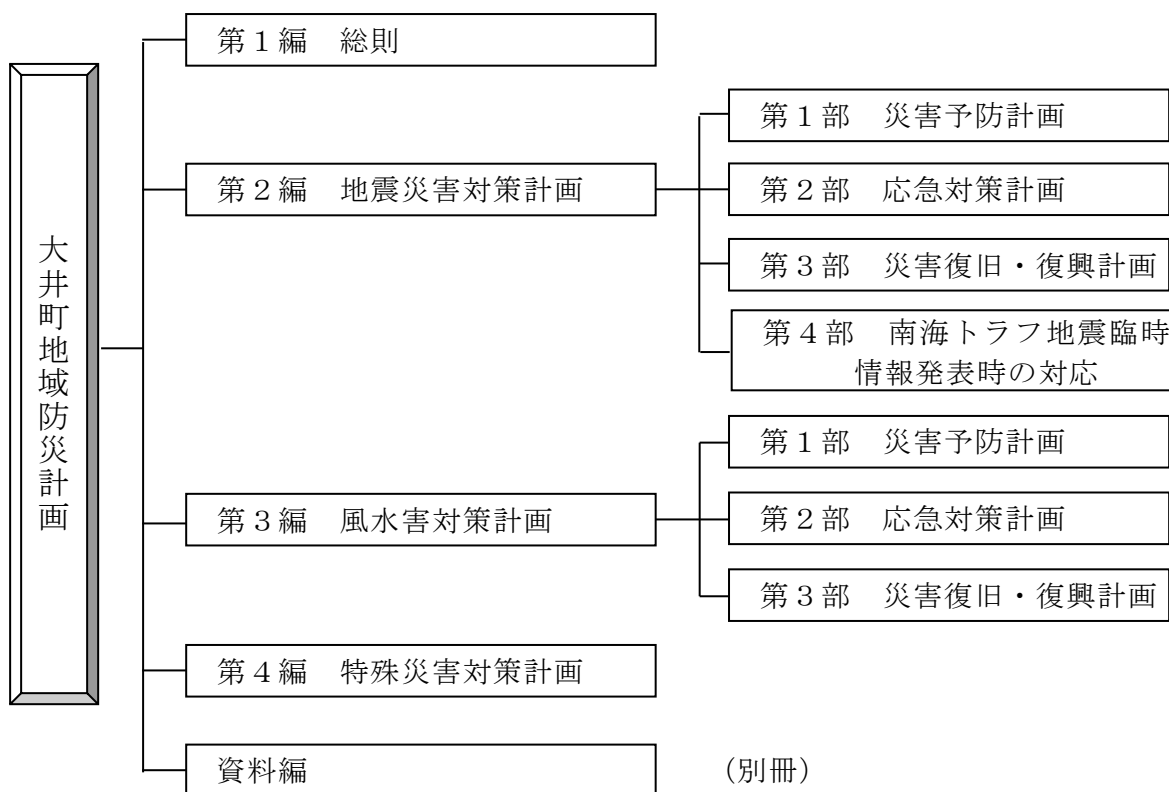 大井町地域防災計画
第１編　総則
第２編　地震災害対策計画
第１部　災害予防計画
第２部　応急対策計画
第３部　災害復旧・復興計画
第４部　南海トラフ地震臨時
情報発表時の対応
第３編　風水害対策計画
第１部　災害予防計画
第２部　応急対策計画
第３部　災害復旧・復興計画
第４編　特殊災害対策計画
資料編
（別冊）